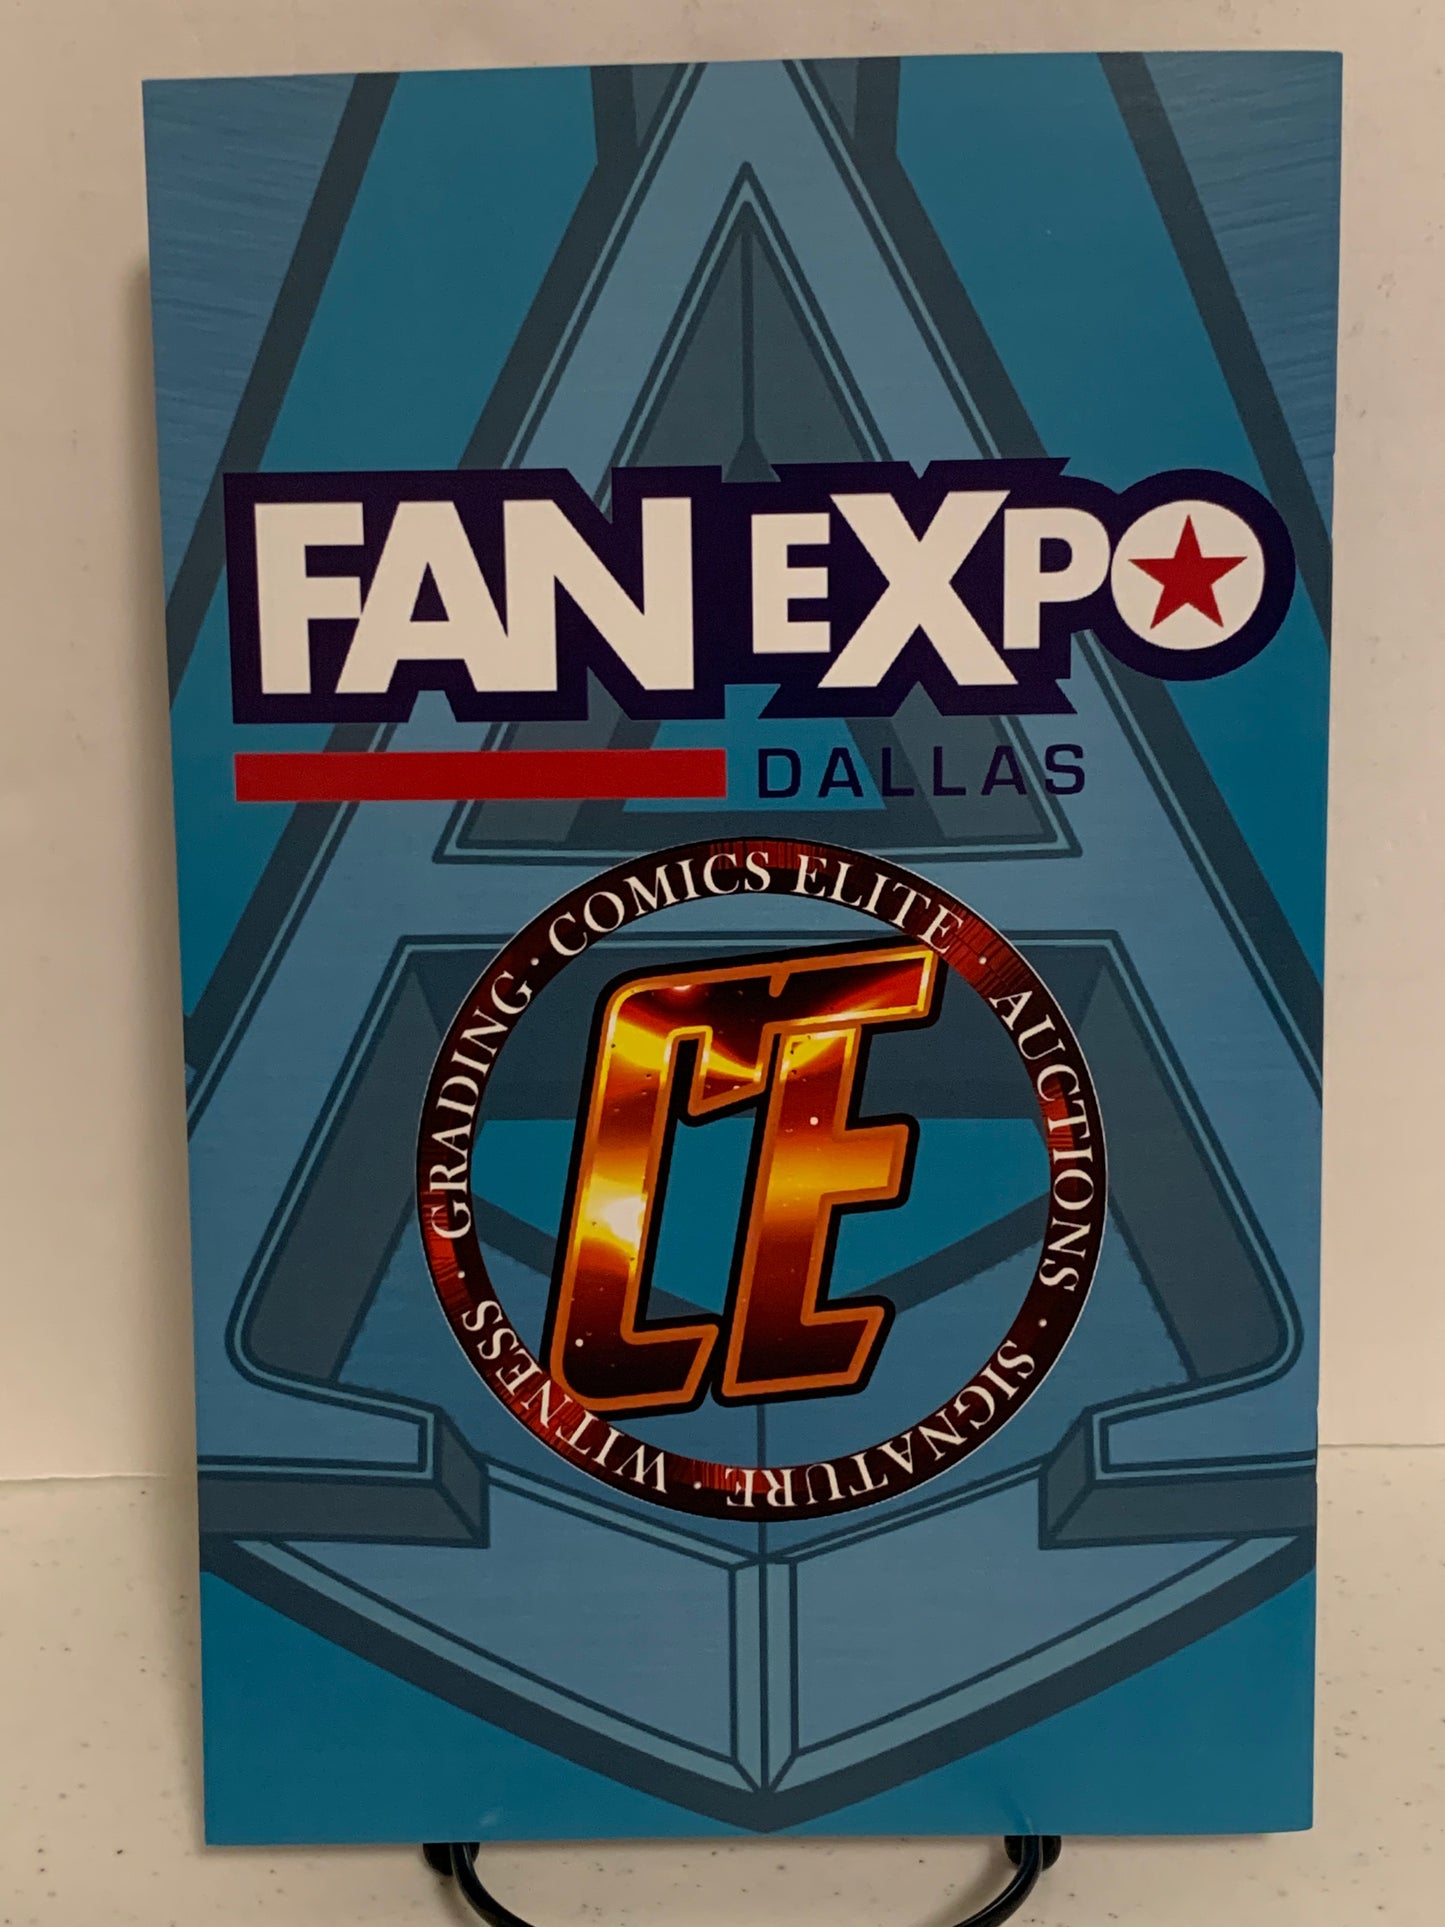 FAN EXPO
DALLAS
COMICS ELITE · AUCTIONS · SIGNATURE · WITNESS · GRADING ·
CE